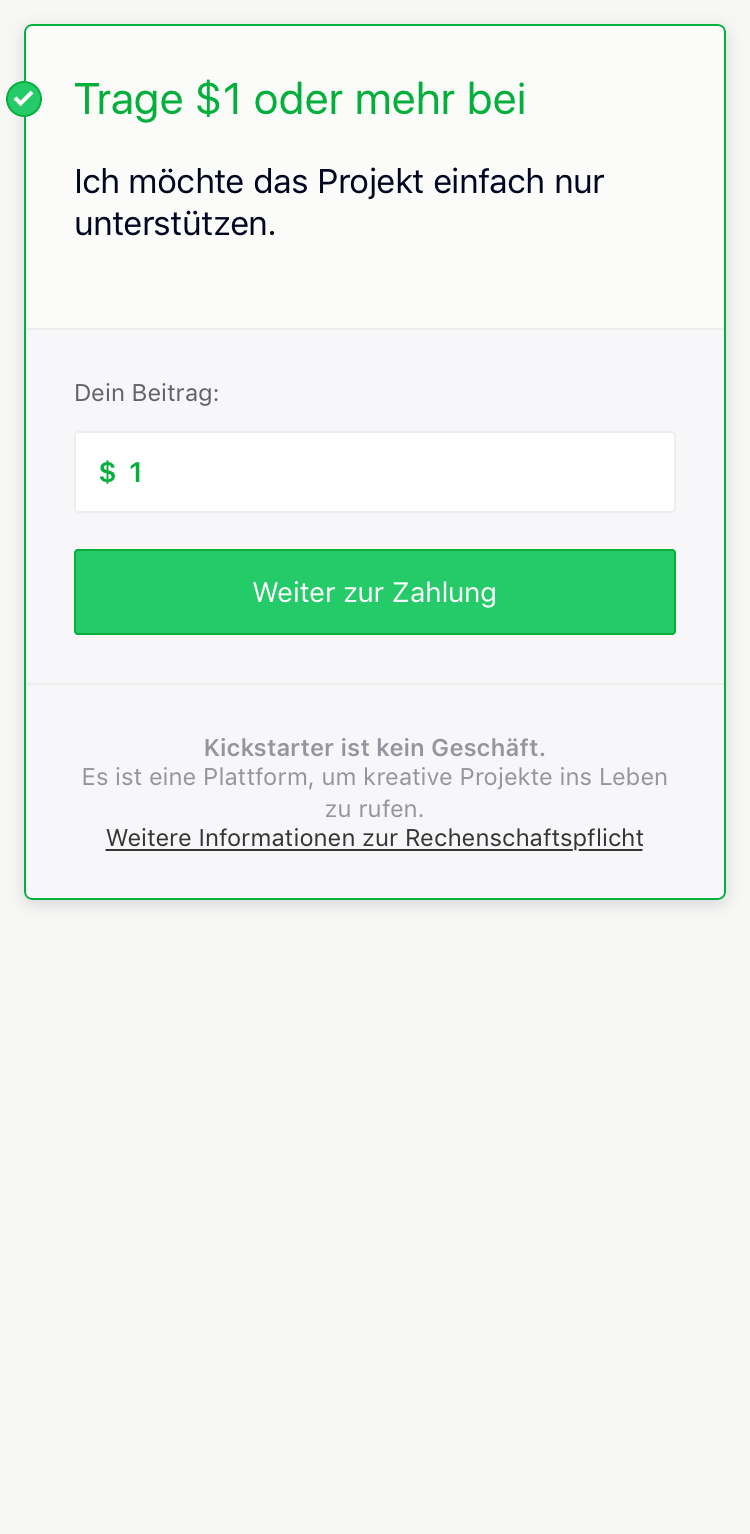 Trage $1 oder mehr bei
Ich möchte das Projekt einfach nur
unterstützen.
Dein Beitrag:
$ 1
Weiter zur Zahlung
Kickstarter ist kein Geschäft.
Es ist eine Plattform, um kreative Projekte ins Leben
zu rufen.
Weitere Informationen zur Rechenschaftspflicht